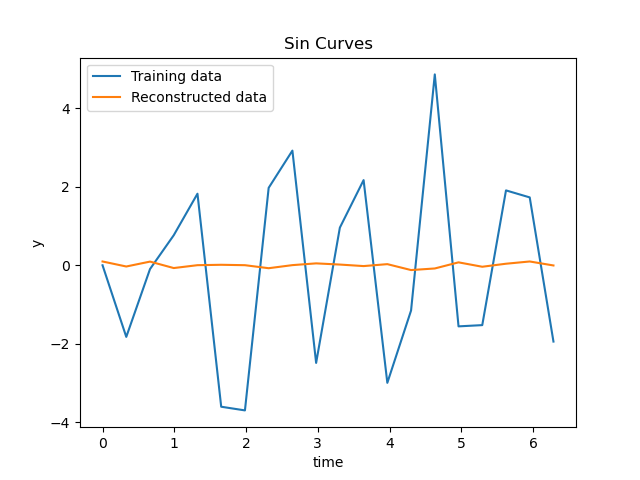 Sin Curves
Training data
Reconstructed data
4
2
0
−2
−4
y
0 1 2 3 4 5 6
time